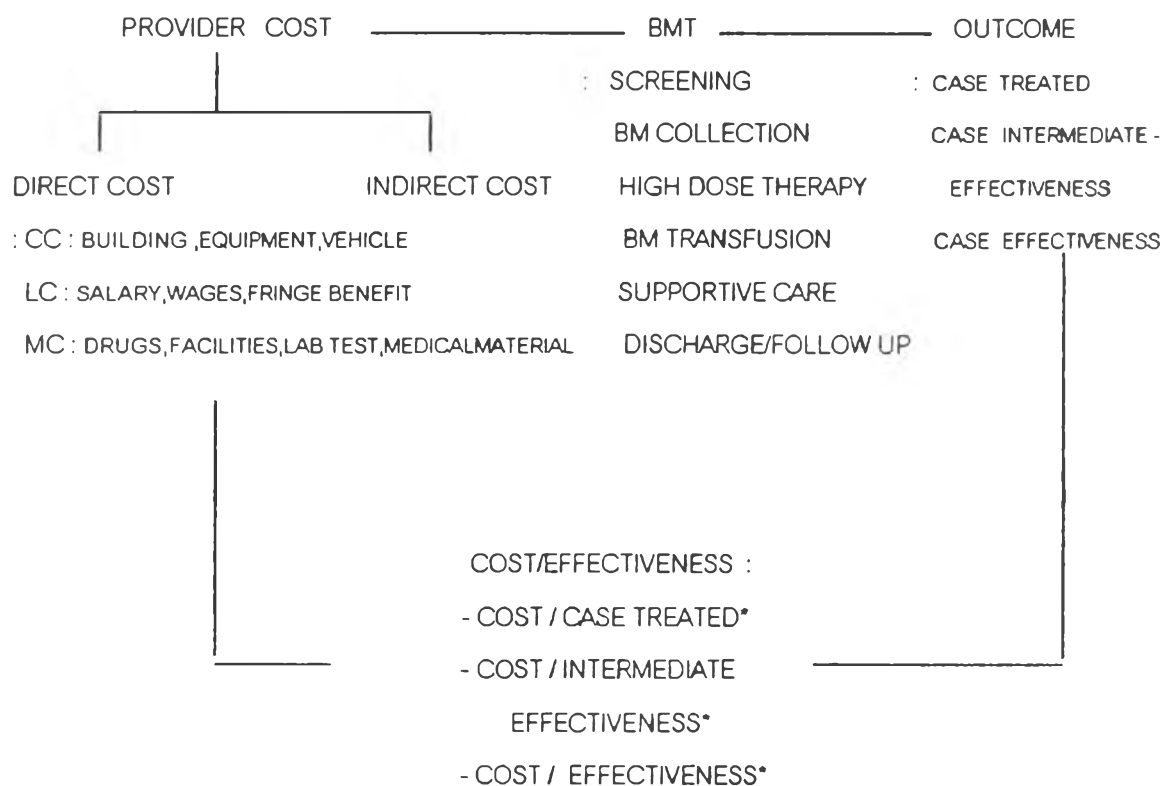 PROVIDER COST BMT OUTCOME
: SCREENING : CASE TREATED
BM COLLECTION CASE INTERMEDIATE -
DIRECT COST INDIRECT COST HIGH DOSE THERAPY EFFECTIVENESS
: CC : BUILDING ,EQUIPMENT,VEHICLE BM TRANSFUSION CASE EFFECTIVENESS
LC : SALARY,WAGES,FRINGE BENEFIT SUPPORTIVE CARE
MC : DRUGS,FACILITIES,LAB TEST,MEDICALMATERIAL DISCHARGE/FOLLOW UP
COST/EFFECTIVENESS :
- COST / CASE TREATED*
- COST / INTERMEDIATE
EFFECTIVENESS*
- COST / EFFECTIVENESS*